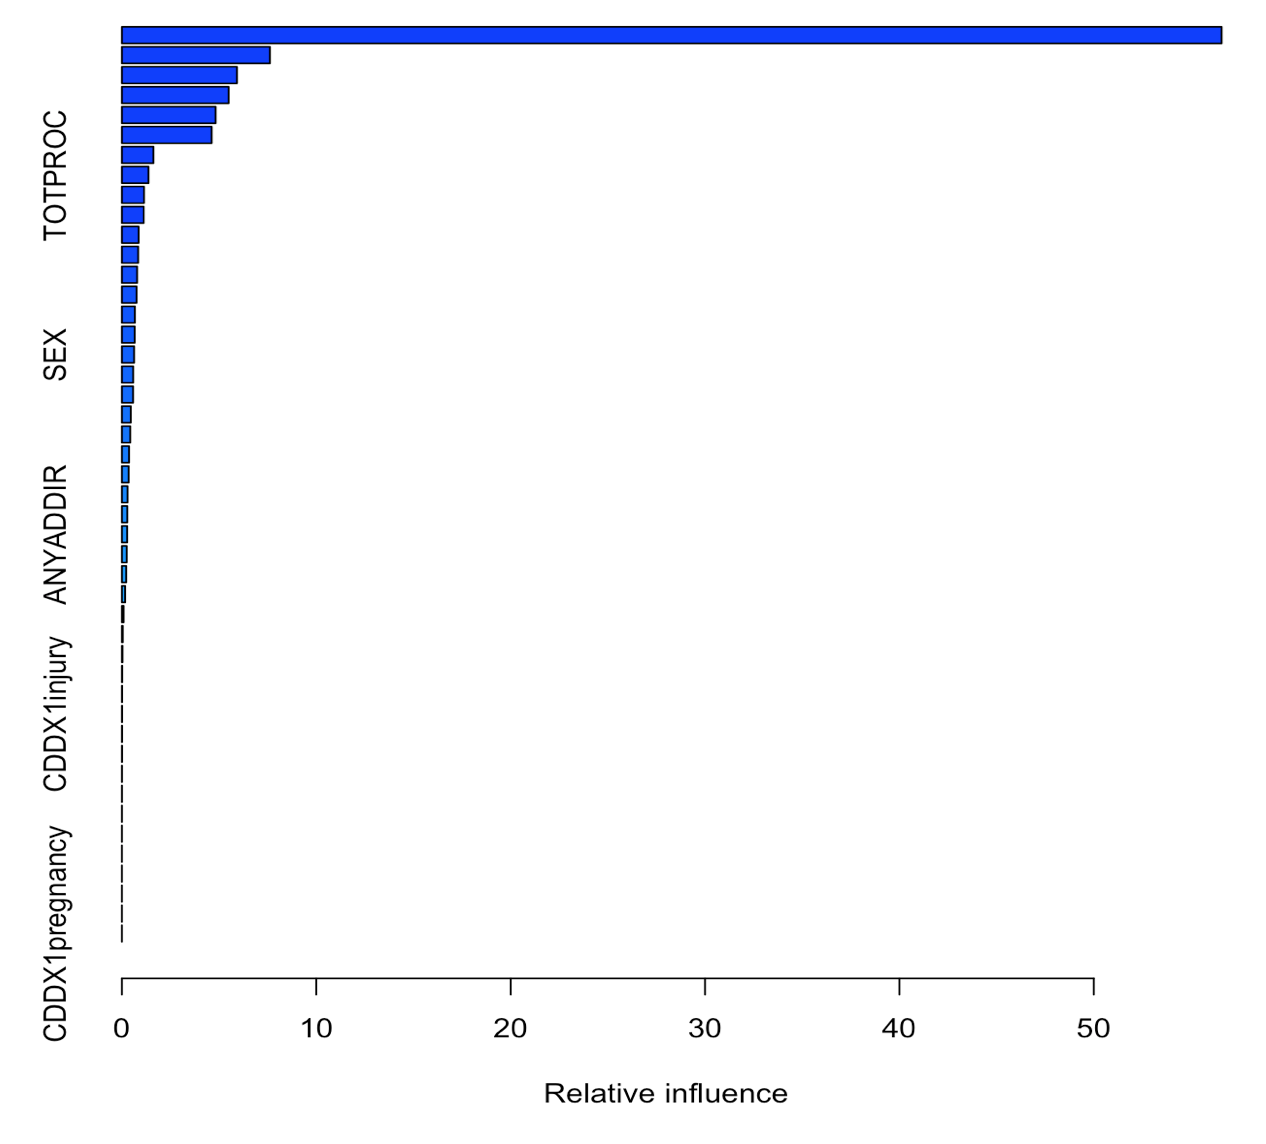 TOTPROC
SEX
ANYADDIR
CDDX1injury
CDDX1pregnancy
0 10 20 30 40 50
Relative influence